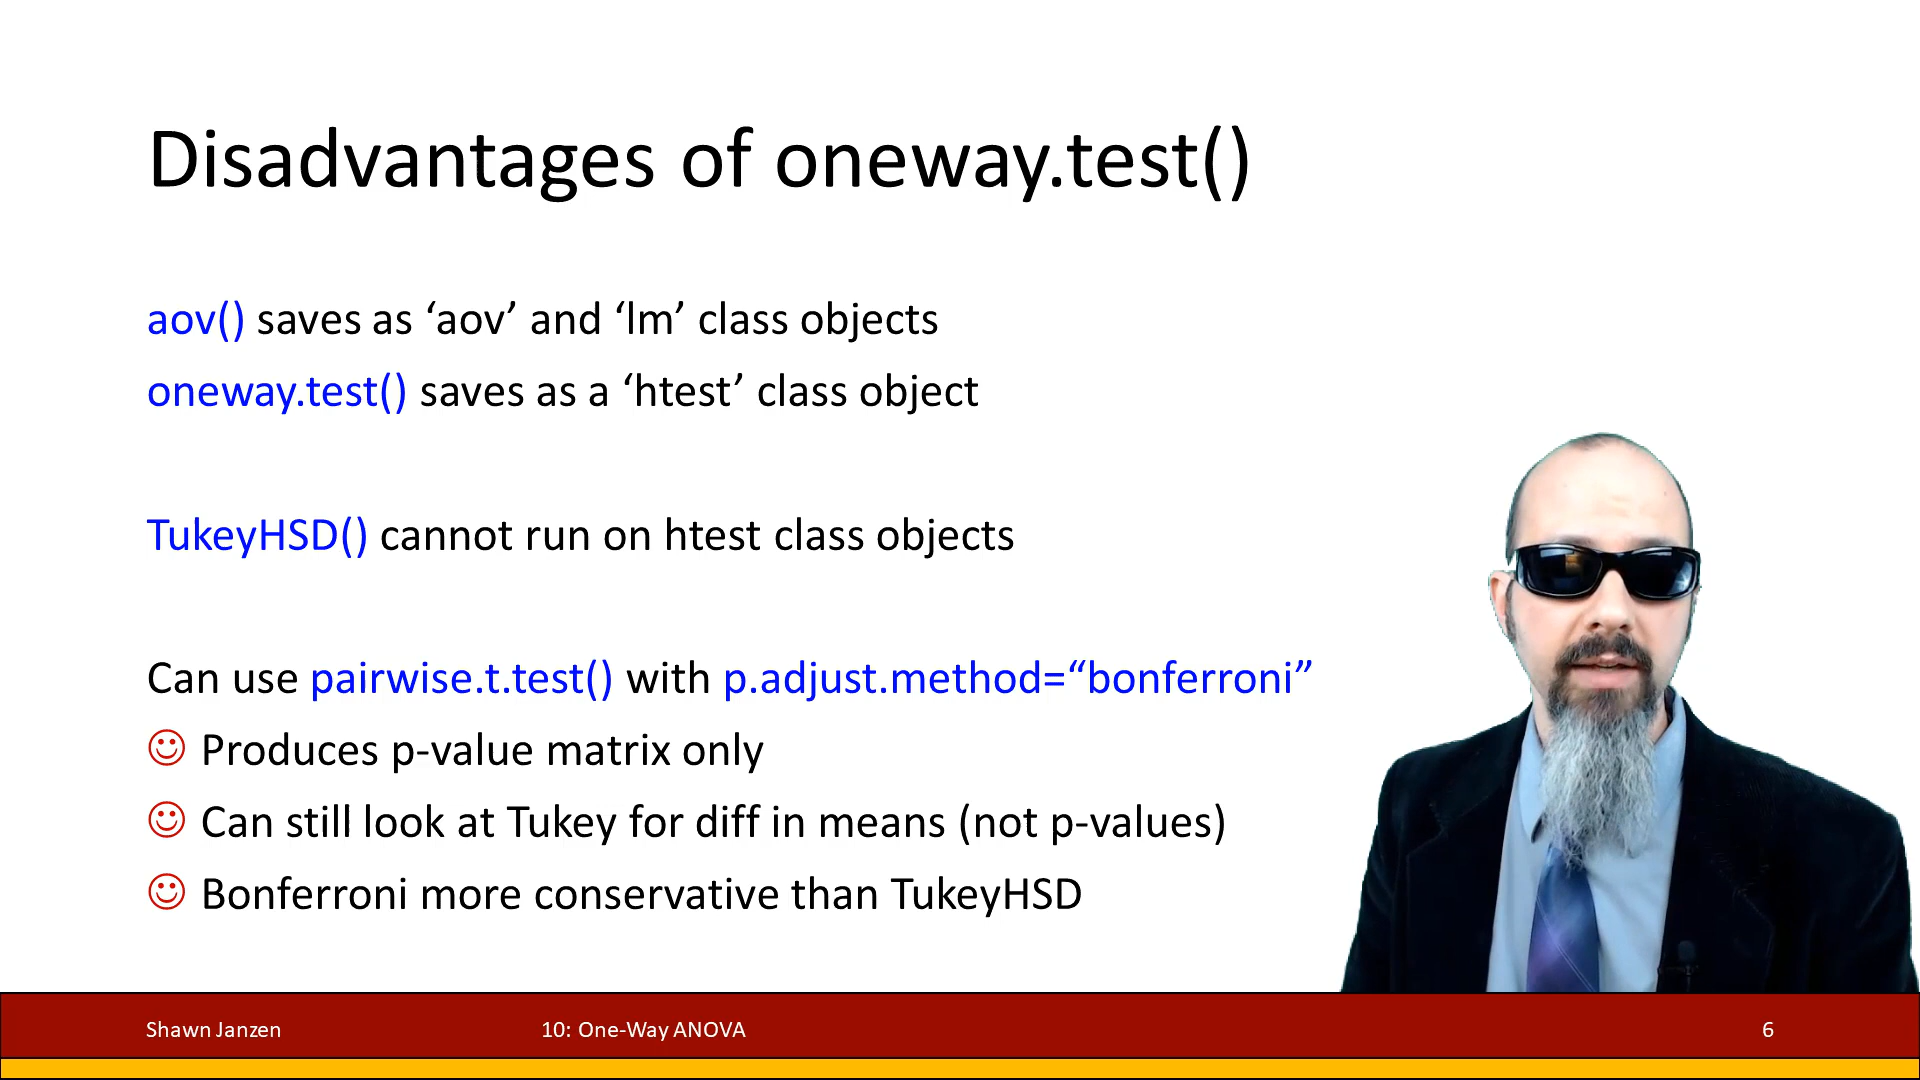 Disadvantages of oneway.test()
aov() saves as ‘aov’ and ‘lm’ class objects
oneway.test() saves as a ‘htest’ class object
TukeyHSD() cannot run on htest class objects
Can use pairwise.t.test() with p.adjust.method=“bonferroni”
Produces p-value matrix only
Can still look at Tukey for diff in means (not p-values)
Bonferroni more conservative than TukeyHSD
Shawn Janzen 10: One-Way ANOVA 6